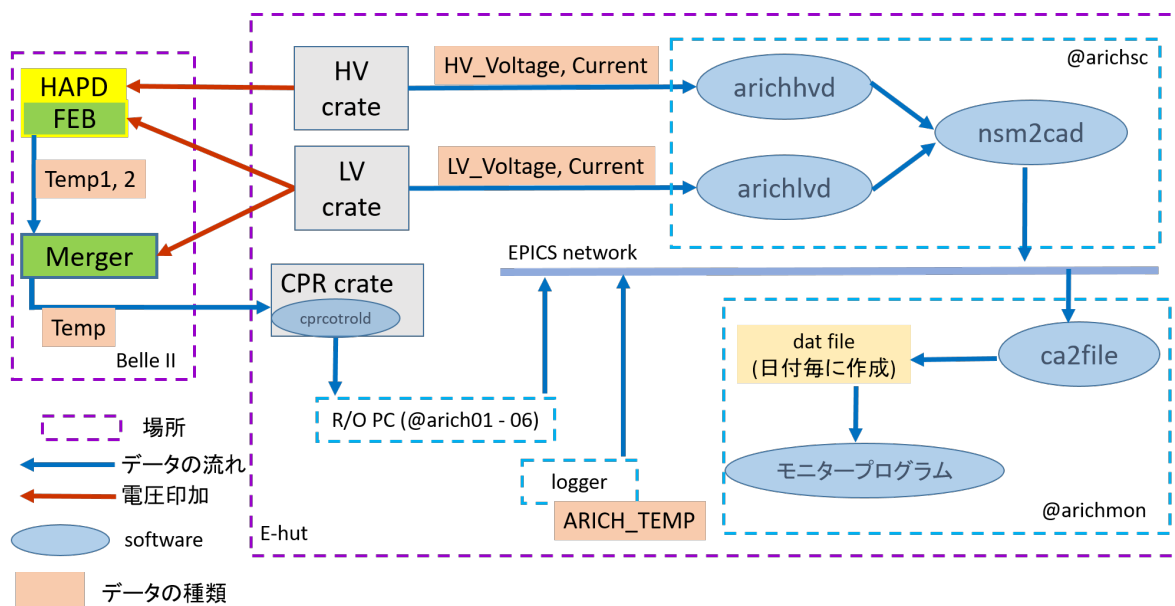 HAPD
FEB
Temp1, 2
Merger
Temp
Belle II
HV
crate
HV_Voltage, Current
LV
crate
LV_Voltage, Current
@arichsc
arichhvd
nsm2cad
arichlvd
EPICS network
CPR crate
cprcotrold
R/O PC (@arich01 - 06)
logger
ARICH_TEMP
E-hut
dat file
(日付毎に作成)
ca2file
モニタープログラム
@arichmon
場所
データの流れ
電圧印加
software
データの種類